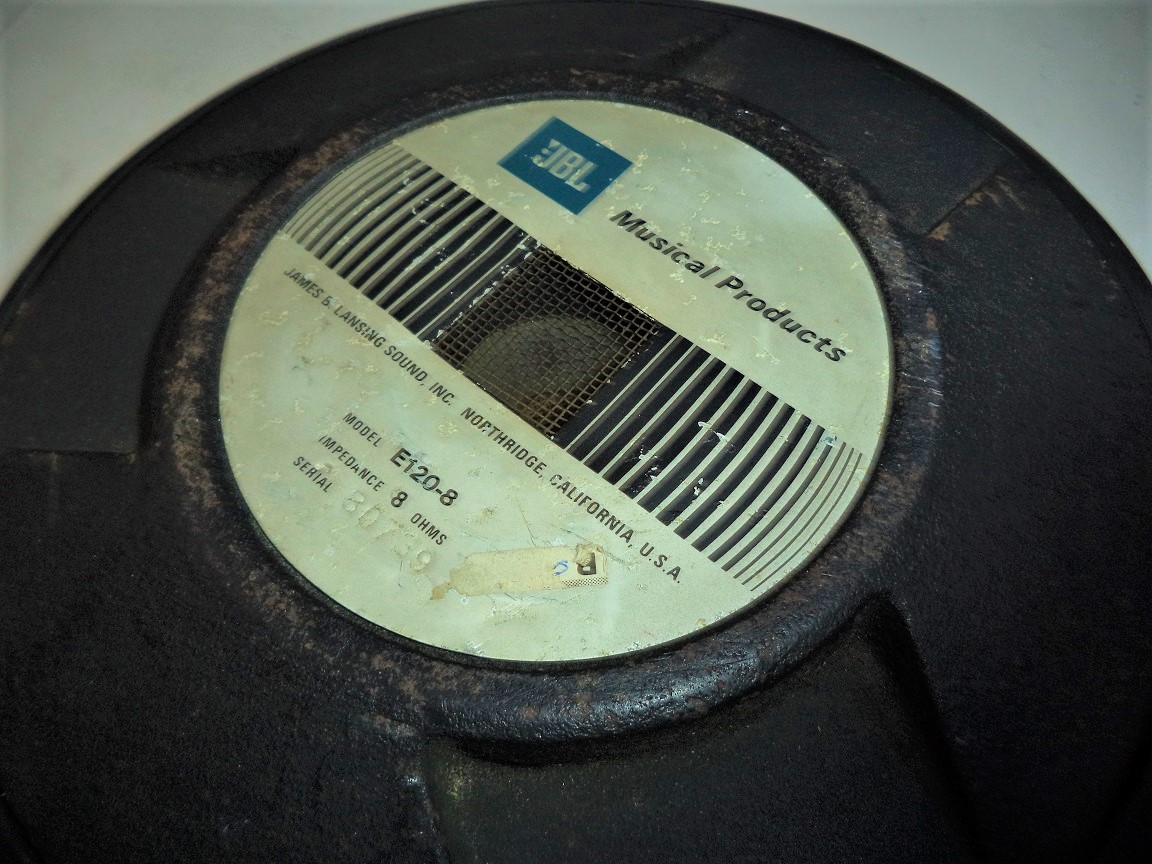 JBL
Musical Products
JAMES B. LANSING SOUND, INC. NORTHRIDGE, CALIFORNIA, U.S.A.
MODEL E120-8
IMPEDANCE 8 OHMS
SERIAL